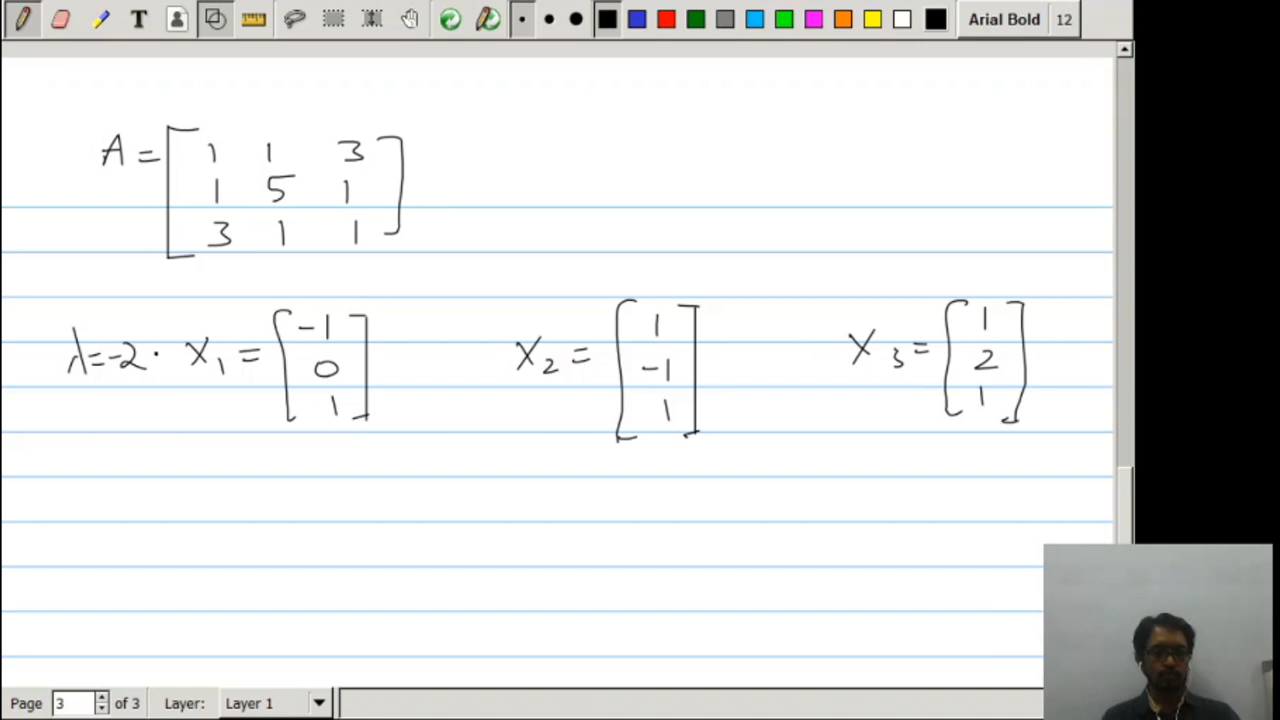 T Arial Bold 12
A = [ 1 1 3
1 5 1
3 1 1 ]
λ=-2 · X₁ = [ -1 0 1 ] X₂ = [ 1 -1 1 ] X₃ = [ 1 2 1 ]
Page 3 of 3 Layer: Layer 1